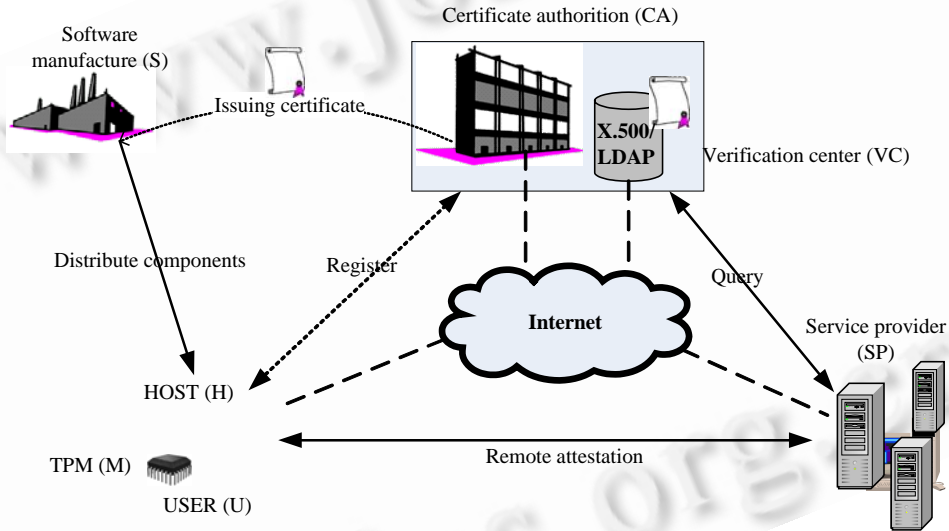 Certificate authorition (CA)
Software
manufacture (S)
Issuing certificate
X.500/
LDAP
Verification center (VC)
Distribute components
Register
Query
Internet
Service provider
(SP)
HOST (H)
Remote attestation
TPM (M)
USER (U)